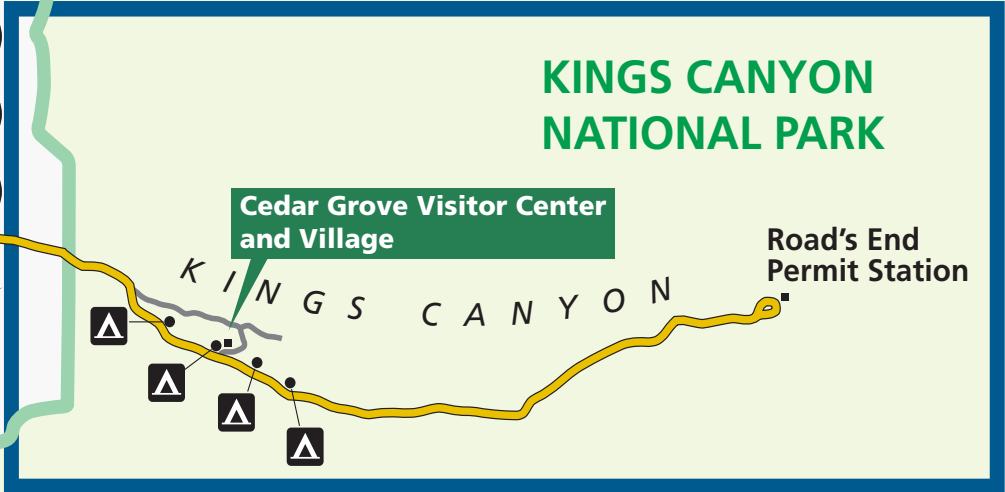 KINGS CANYON
NATIONAL PARK
Cedar Grove Visitor Center
and Village
Road's End
Permit Station
KINGS CANYON